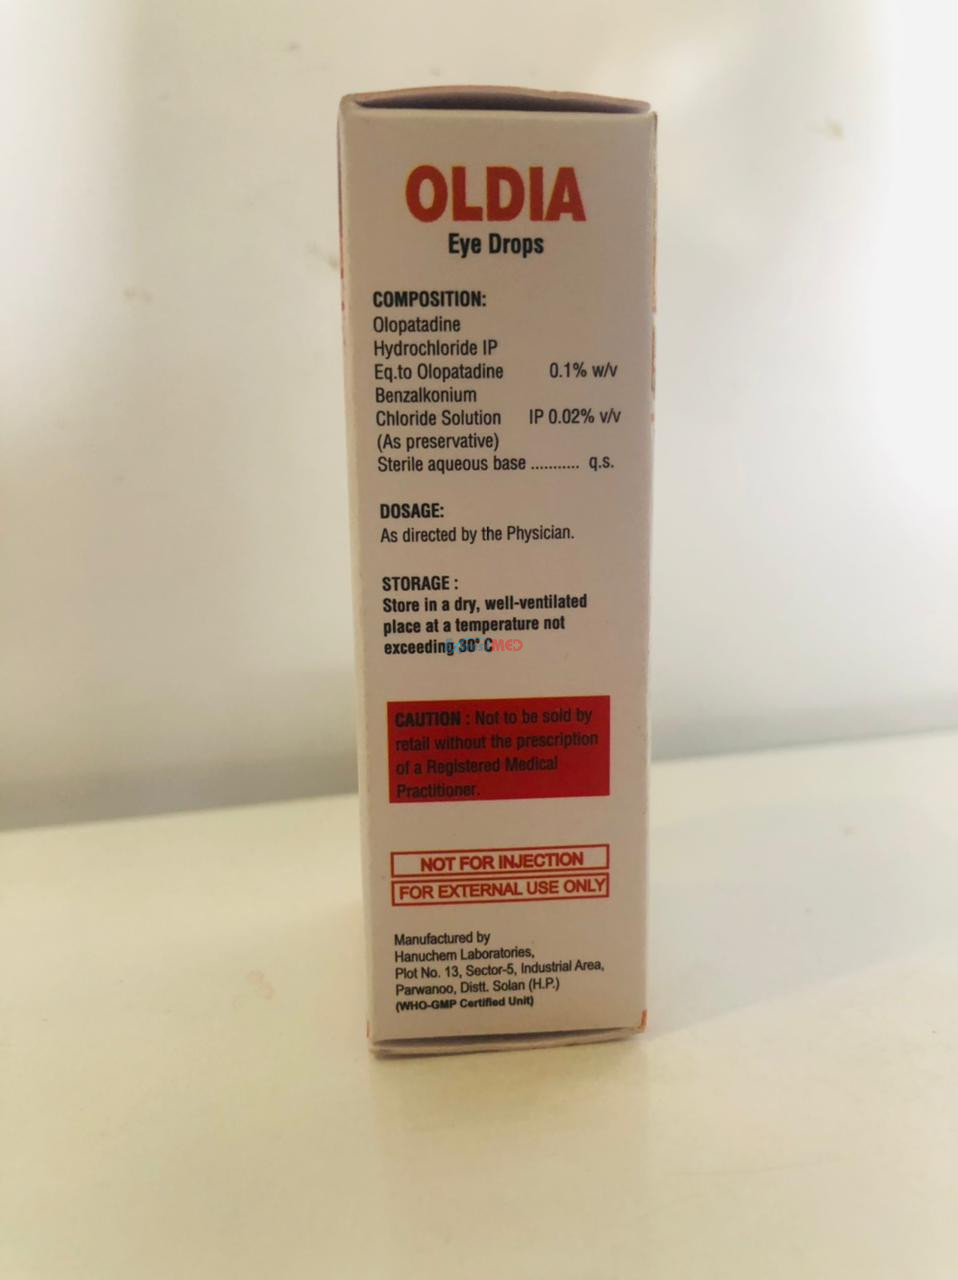 OLDIA
Eye Drops
COMPOSITION:
Olopatadine
Hydrochloride IP
Eq.to Olopatadine 0.1% w/v
Benzalkonium
Chloride Solution IP 0.02% v/v
(As preservative)
Sterile aqueous base ........... q.s.
DOSAGE:
As directed by the Physician.
STORAGE :
Store in a dry, well-ventilated
place at a temperature not
exceeding 30° C
MED
CAUTION : Not to be sold by
retail without the prescription
of a Registered Medical
Practitioner.
NOT FOR INJECTION
FOR EXTERNAL USE ONLY
Manufactured by
Hanuchem Laboratories,
Plot No. 13, Sector-5, Industrial Area,
Parwanoo, Distt. Solan (H.P.)
(WHO-GMP Certified Unit)